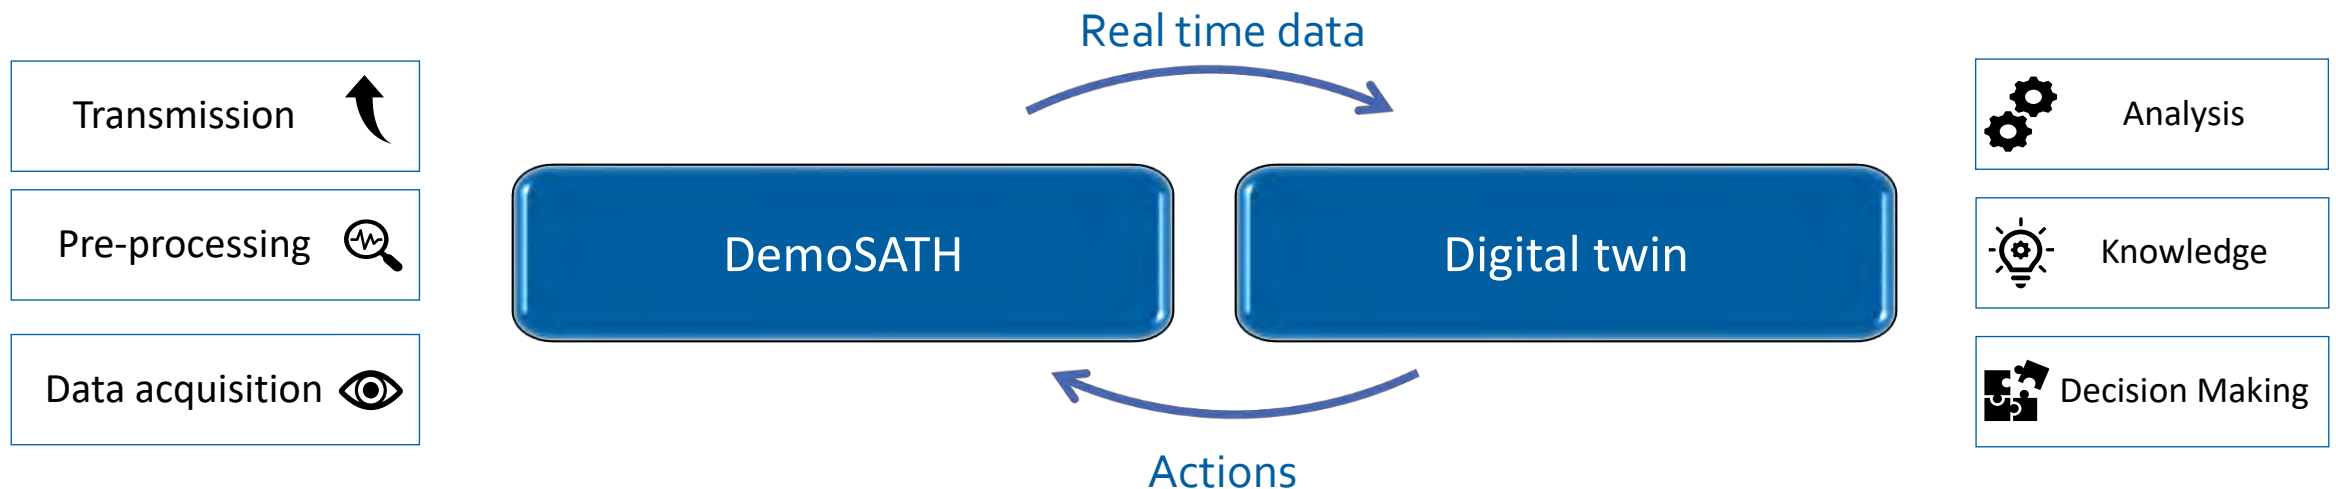 Real time data
Transmission
Pre-processing
Data acquisition
DemoSATH
Digital twin
Actions
Analysis
Knowledge
Decision Making